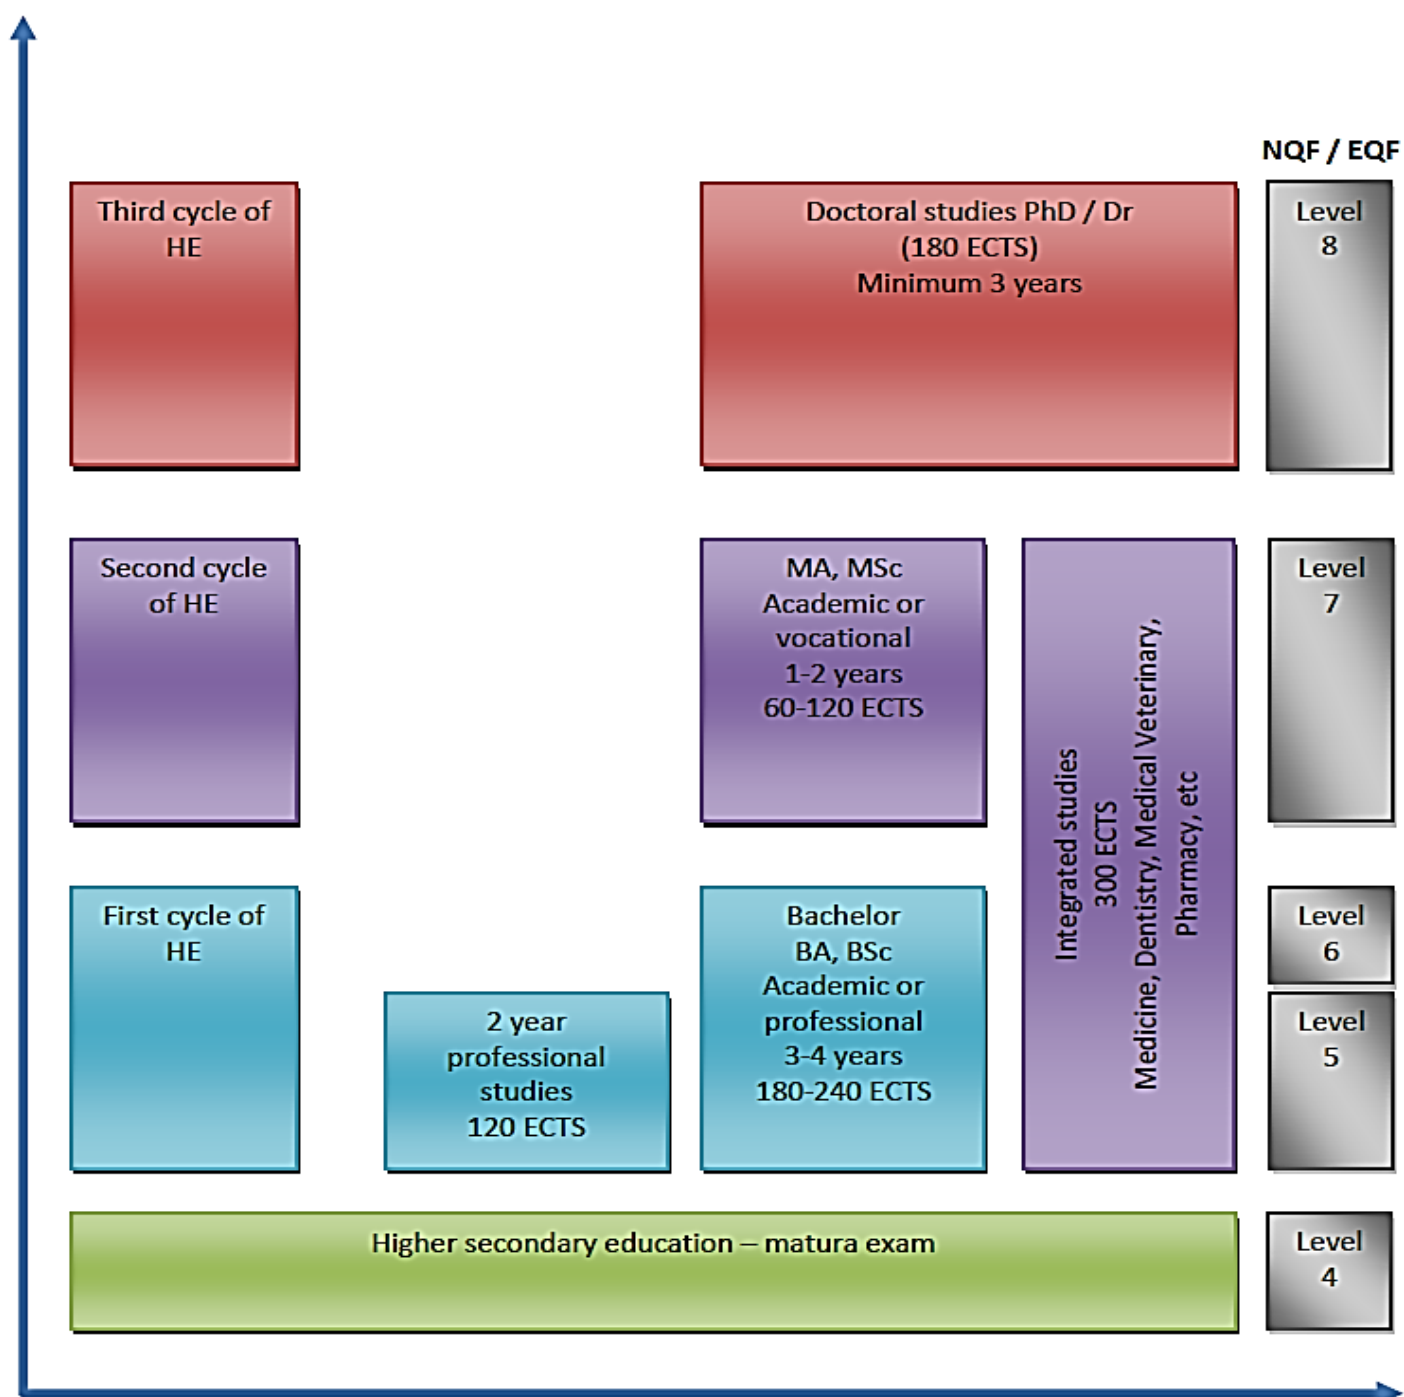 NQF / EQF
Third cycle of
HE
Doctoral studies PhD / Dr
(180 ECTS)
Minimum 3 years
Level
8
Second cycle
of HE
MA, MSc
Academic or
vocational
1-2 years
60-120 ECTS
Integrated studies
300 ECTS
Medicine, Dentistry, Medical Veterinary,
Pharmacy, etc
Level
7
First cycle of
HE
2 year
professional
studies
120 ECTS
Bachelor
BA, BSc
Academic or
professional
3-4 years
180-240 ECTS
Level
6
Level
5
Higher secondary education – matura exam
Level
4